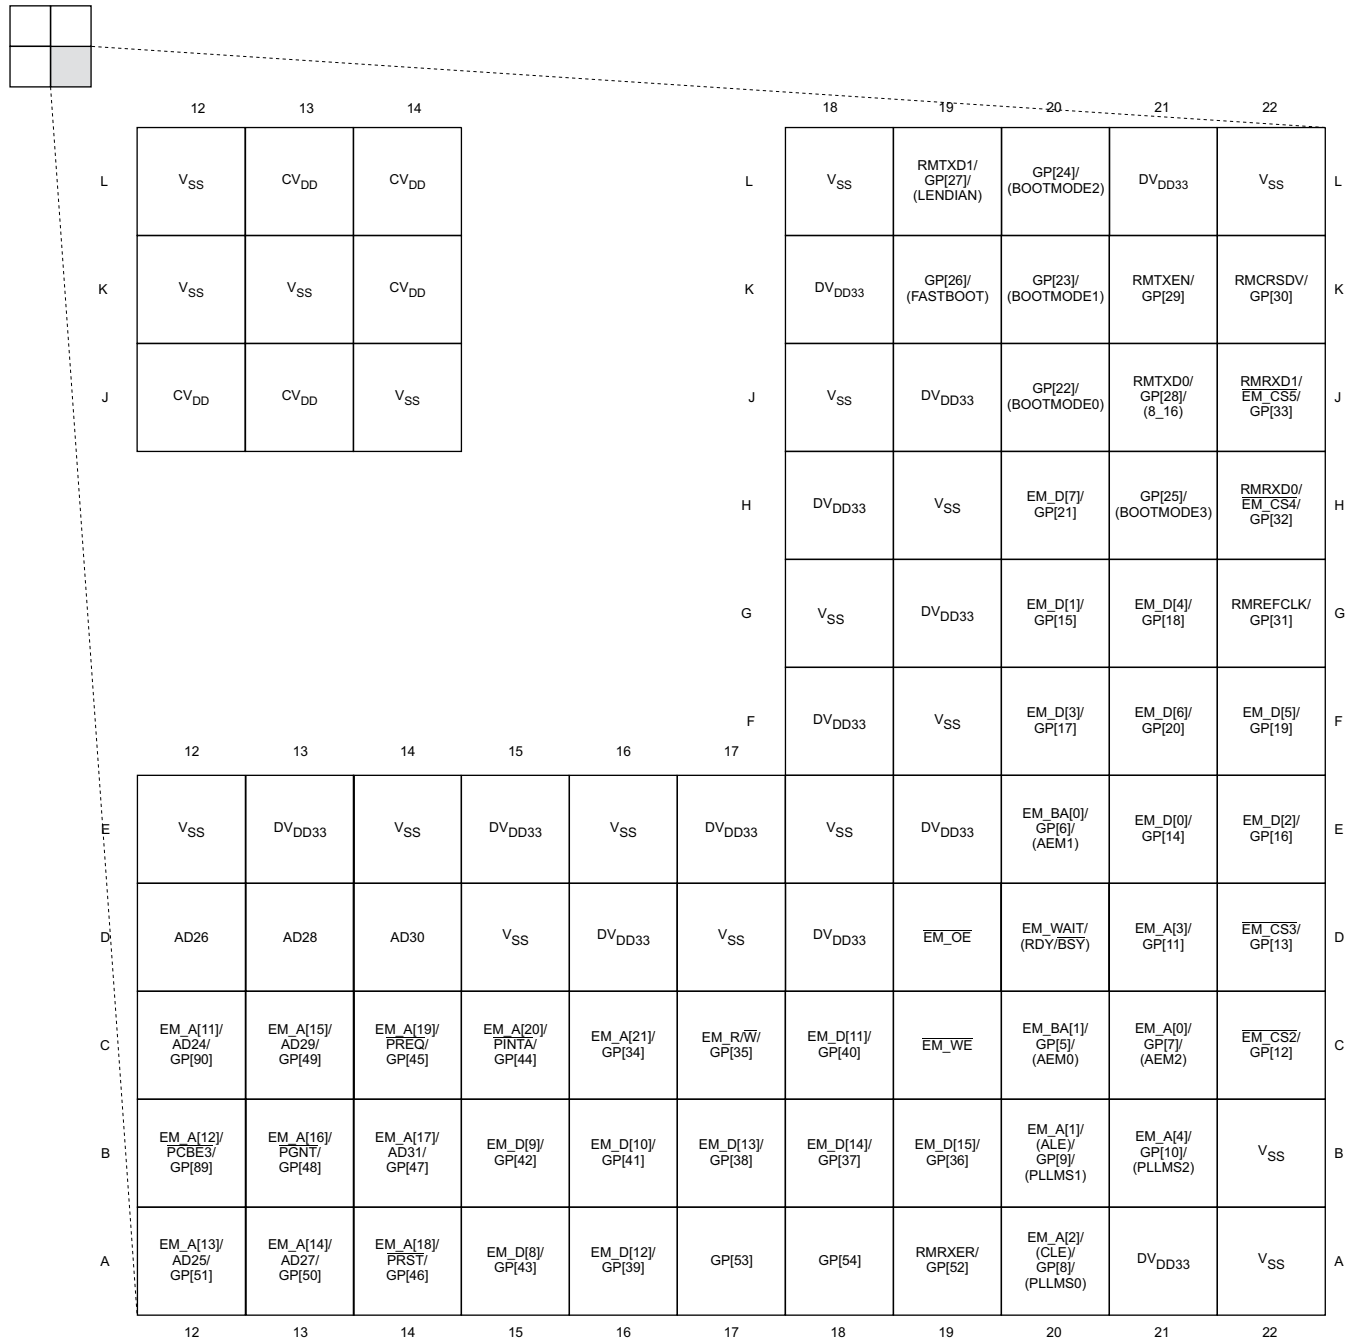 12 13 14 18 19 20 21 22
L VSS CVDD CVDD L VSS RMTXD1/ GP[27]/ (LENDIAN) GP[24]/ (BOOTMODE2) DVDD33 VSS L
K VSS VSS CVDD K DVDD33 GP[26]/ (FASTBOOT) GP[23]/ (BOOTMODE1) RMTXEN/ GP[29] RMCRSDV/ GP[30] K
J CVDD CVDD VSS J VSS DVDD33 GP[22]/ (BOOTMODE0) RMTXD0/ GP[28]/ (8_16) RMRXD1/ EM_CS5/ GP[33] J
H DVDD33 VSS EM_D[7]/ GP[21] GP[25]/ (BOOTMODE3) RMRXD0/ EM_CS4/ GP[32] H
G VSS DVDD33 EM_D[1]/ GP[15] EM_D[4]/ GP[18] RMREFCLK/ GP[31] G
F DVDD33 VSS EM_D[3]/ GP[17] EM_D[6]/ GP[20] EM_D[5]/ GP[19] F
12 13 14 15 16 17
E VSS DVDD33 VSS DVDD33 VSS DVDD33 VSS DVDD33 EM_BA[0]/ GP[6]/ (AEM1) EM_D[0]/ GP[14] EM_D[2]/ GP[16] E
D AD26 AD28 AD30 VSS DVDD33 VSS DVDD33 EM_OE EM_WAIT/ (RDY/BSY) EM_A[3]/ GP[11] EM_CS3/ GP[13] D
C EM_A[11]/ AD24/ GP[90] EM_A[15]/ AD29/ GP[49] EM_A[19]/ PREQ/ GP[45] EM_A[20]/ PINTA/ GP[44] EM_A[21]/ GP[34] EM_R/W/ GP[35] EM_D[11]/ GP[40] EM_WE EM_BA[1]/ GP[5]/ (AEM0) EM_A[0]/ GP[7]/ (AEM2) EM_CS2/ GP[12] C
B EM_A[12]/ PCBE3/ GP[89] EM_A[16]/ PGNT/ GP[48] EM_A[17]/ AD31/ GP[47] EM_D[9]/ GP[42] EM_D[10]/ GP[41] EM_D[13]/ GP[38] EM_D[14]/ GP[37] EM_D[15]/ GP[36] EM_A[1]/ (ALE)/ GP[9]/ (PLLMS1) EM_A[4]/ GP[10]/ (PLLMS2) VSS B
A EM_A[13]/ AD25/ GP[51] EM_A[14]/ AD27/ GP[50] EM_A[18]/ PRST/ GP[46] EM_D[8]/ GP[43] EM_D[12]/ GP[39] GP[53] GP[54] RMRXER/ GP[52] EM_A[2]/ (CLE)/ GP[8]/ (PLLMS0) DVDD33 VSS A
12 13 14 15 16 17 18 19 20 21 22